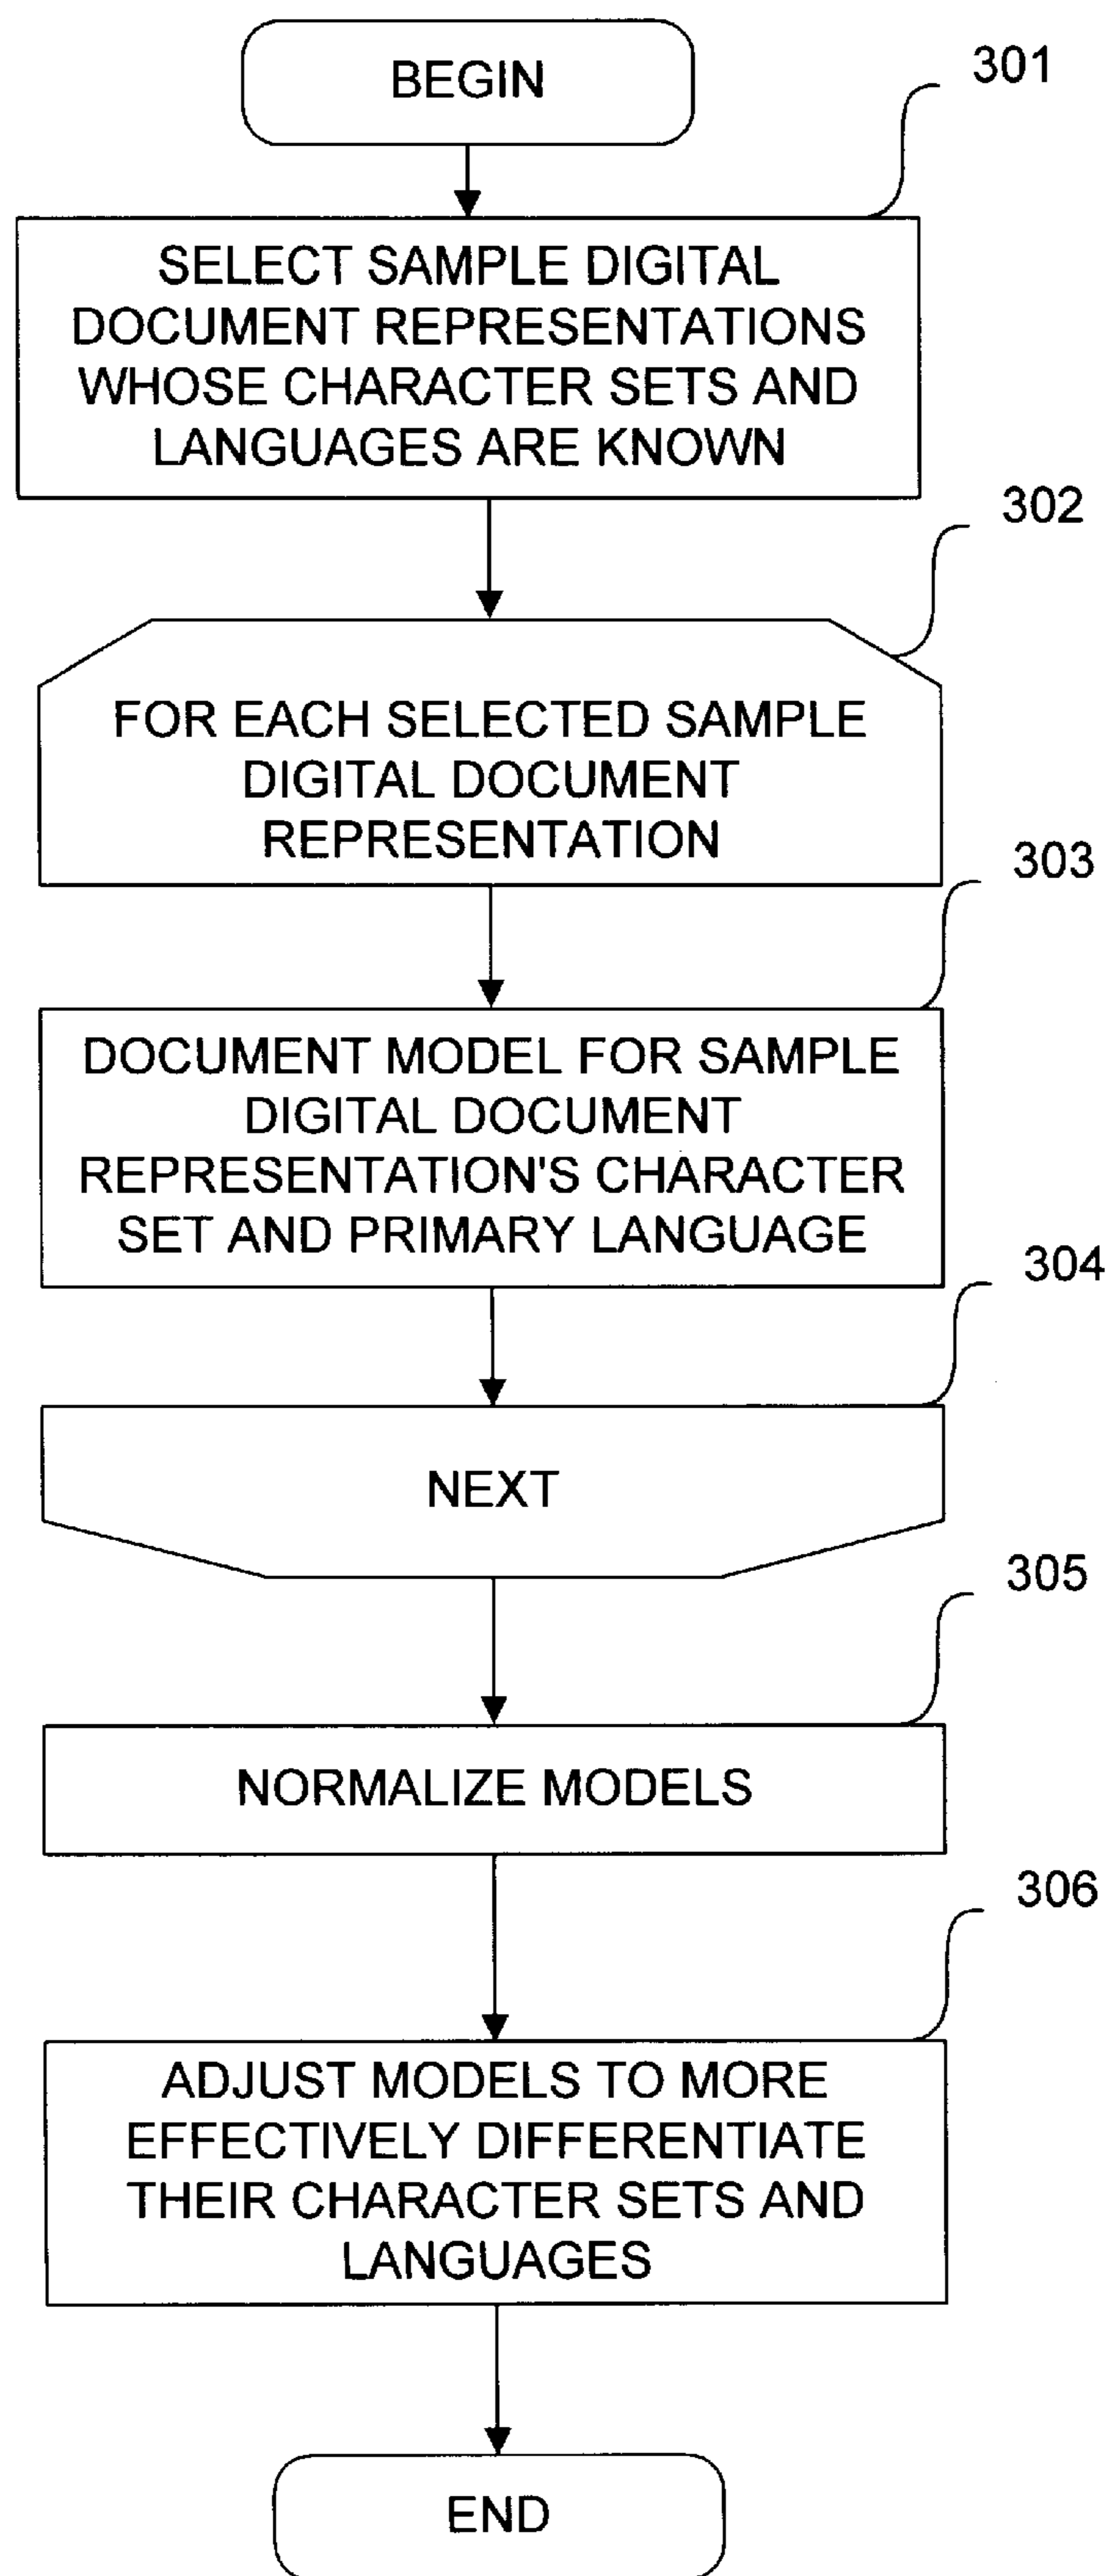 BEGIN
301
SELECT SAMPLE DIGITAL
DOCUMENT REPRESENTATIONS
WHOSE CHARACTER SETS AND
LANGUAGES ARE KNOWN
302
FOR EACH SELECTED SAMPLE
DIGITAL DOCUMENT
REPRESENTATION
303
DOCUMENT MODEL FOR SAMPLE
DIGITAL DOCUMENT
REPRESENTATION'S CHARACTER
SET AND PRIMARY LANGUAGE
304
NEXT
305
NORMALIZE MODELS
306
ADJUST MODELS TO MORE
EFFECTIVELY DIFFERENTIATE
THEIR CHARACTER SETS AND
LANGUAGES
END